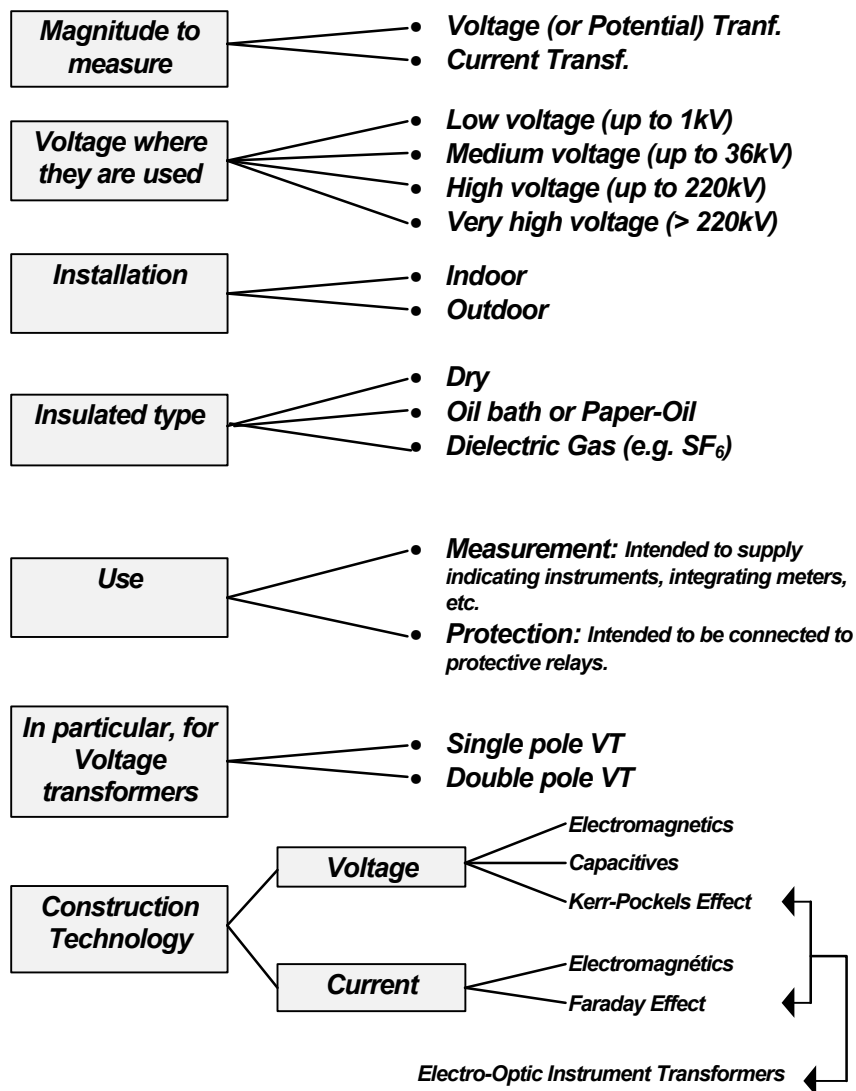 Magnitude to
measure
• Voltage (or Potential) Tranf.
• Current Transf.
Voltage where
they are used
• Low voltage (up to 1kV)
• Medium voltage (up to 36kV)
• High voltage (up to 220kV)
• Very high voltage (> 220kV)
Installation
• Indoor
• Outdoor
Insulated type
• Dry
• Oil bath or Paper-Oil
• Dielectric Gas (e.g. SF₆)
Use
• Measurement: Intended to supply
indicating instruments, integrating meters,
etc.
• Protection: Intended to be connected to
protective relays.
In particular, for
Voltage
transformers
• Single pole VT
• Double pole VT
Construction
Technology
Voltage
Electromagnetics
Capacitives
Kerr-Pockels Effect
Current
Electromagnétics
Faraday Effect
Electro-Optic Instrument Transformers